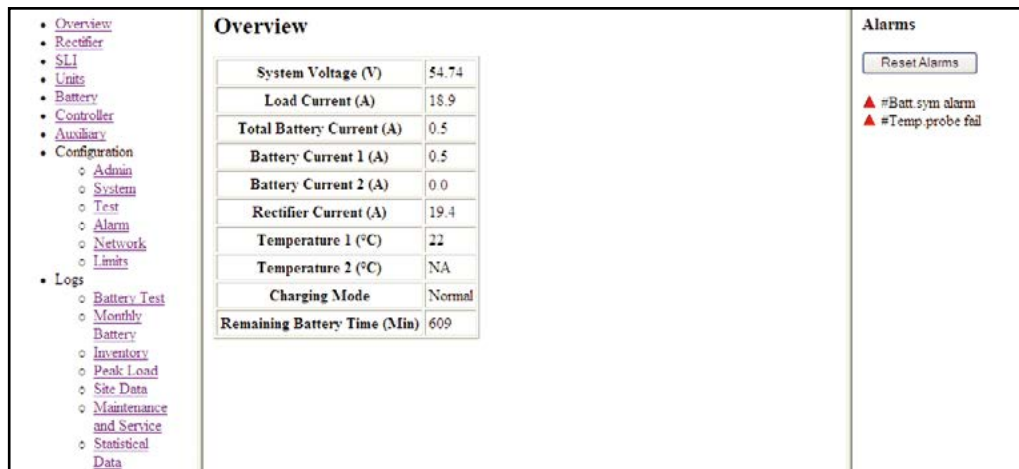 Overview
Rectifier
SLI
Units
Battery
Controller
Auxiliary
Configuration
Admin
System
Test
Alarm
Network
Limits
Logs
Battery Test
Monthly
Battery
Inventory
Peak Load
Site Data
Maintenance
and Service
Statistical
Data
Overview
System Voltage (V) 54.74
Load Current (A) 18.9
Total Battery Current (A) 0.5
Battery Current 1 (A) 0.5
Battery Current 2 (A) 0.0
Rectifier Current (A) 19.4
Temperature 1 (°C) 22
Temperature 2 (°C) NA
Charging Mode Normal
Remaining Battery Time (Min) 609
Alarms
Reset Alarms
#Batt.sym alarm
#Temp.probe fail